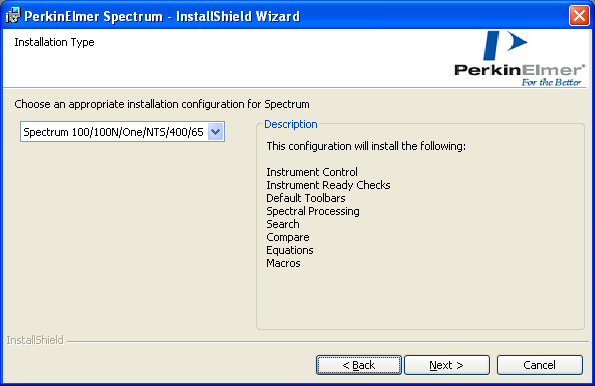 PerkinElmer Spectrum - InstallShield Wizard
Installation Type
PerkinElmer®
For the Better
Choose an appropriate installation configuration for Spectrum
Spectrum 100/100N/One/NTS/400/65
Description
This configuration will install the following:
Instrument Control
Instrument Ready Checks
Default Toolbars
Spectral Processing
Search
Compare
Equations
Macros
InstallShield
< Back
Next >
Cancel